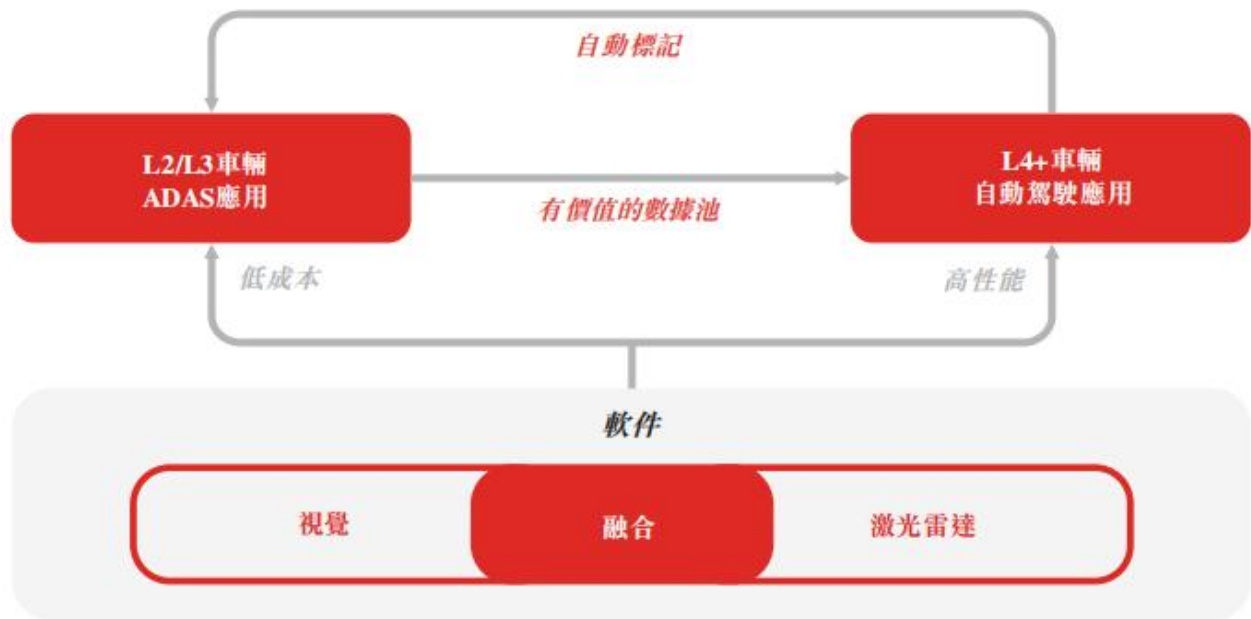 自動標記
L2/L3車輛
ADAS應用
有價值的數據池
L4+車輛
自動駕駛應用
低成本
高性能
軟件
視覺
融合
激光雷達